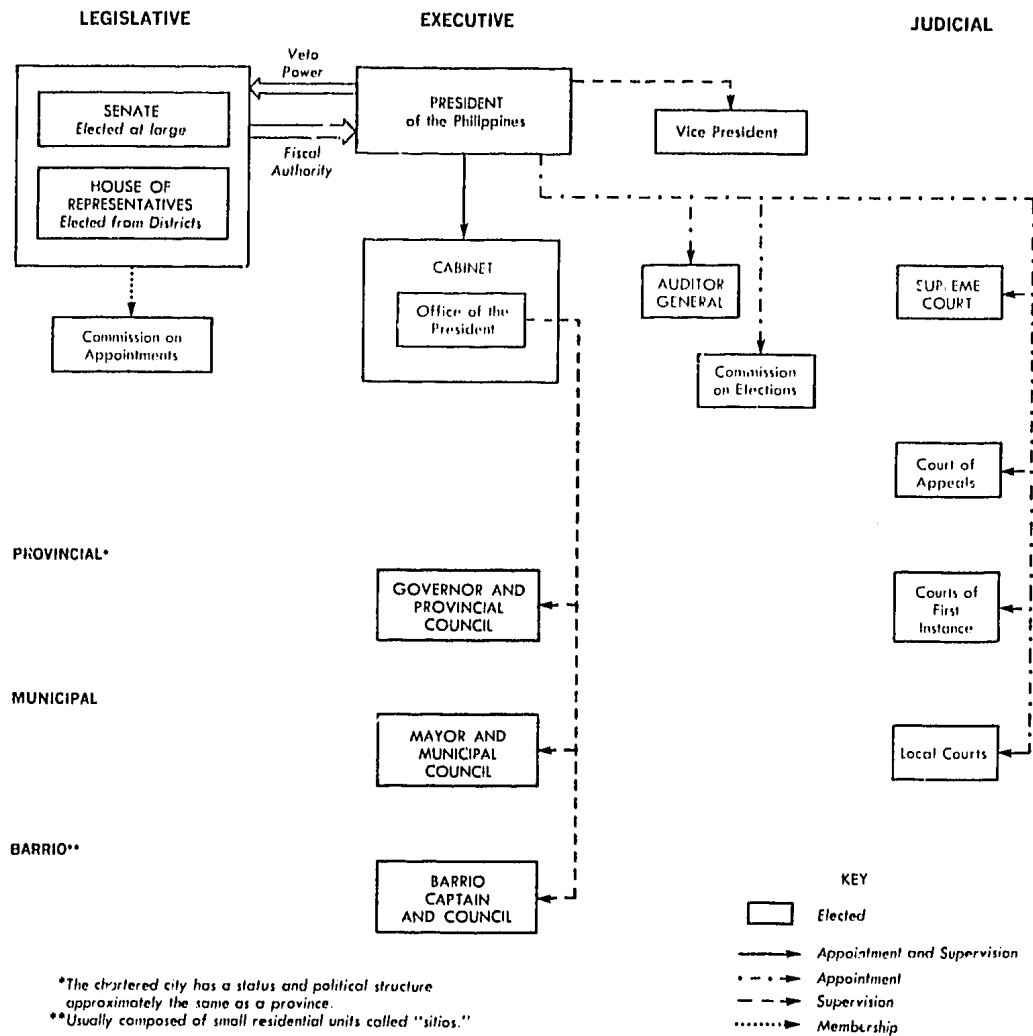 LEGISLATIVE
EXECUTIVE
JUDICIAL
Veto
Power
SENATE
Elected at large
HOUSE OF
REPRESENTATIVES
Elected from Districts
Fiscal
Authority
PRESIDENT
of the Philippines
Vice President
CABINET
Office of the
President
AUDITOR
GENERAL
SUPREME
COURT
Commission on
Appointments
Commission
on Elections
Court of
Appeals
PROVINCIAL*
GOVERNOR AND
PROVINCIAL
COUNCIL
Courts of
First
Instance
MUNICIPAL
MAYOR AND
MUNICIPAL
COUNCIL
Local Courts
BARRIO**
BARRIO
CAPTAIN
AND COUNCIL
KEY
Elected
Appointment and Supervision
Appointment
Supervision
Membership
*The chartered city has a status and political structure
approximately the same as a province.
**Usually composed of small residential units called "sitios."